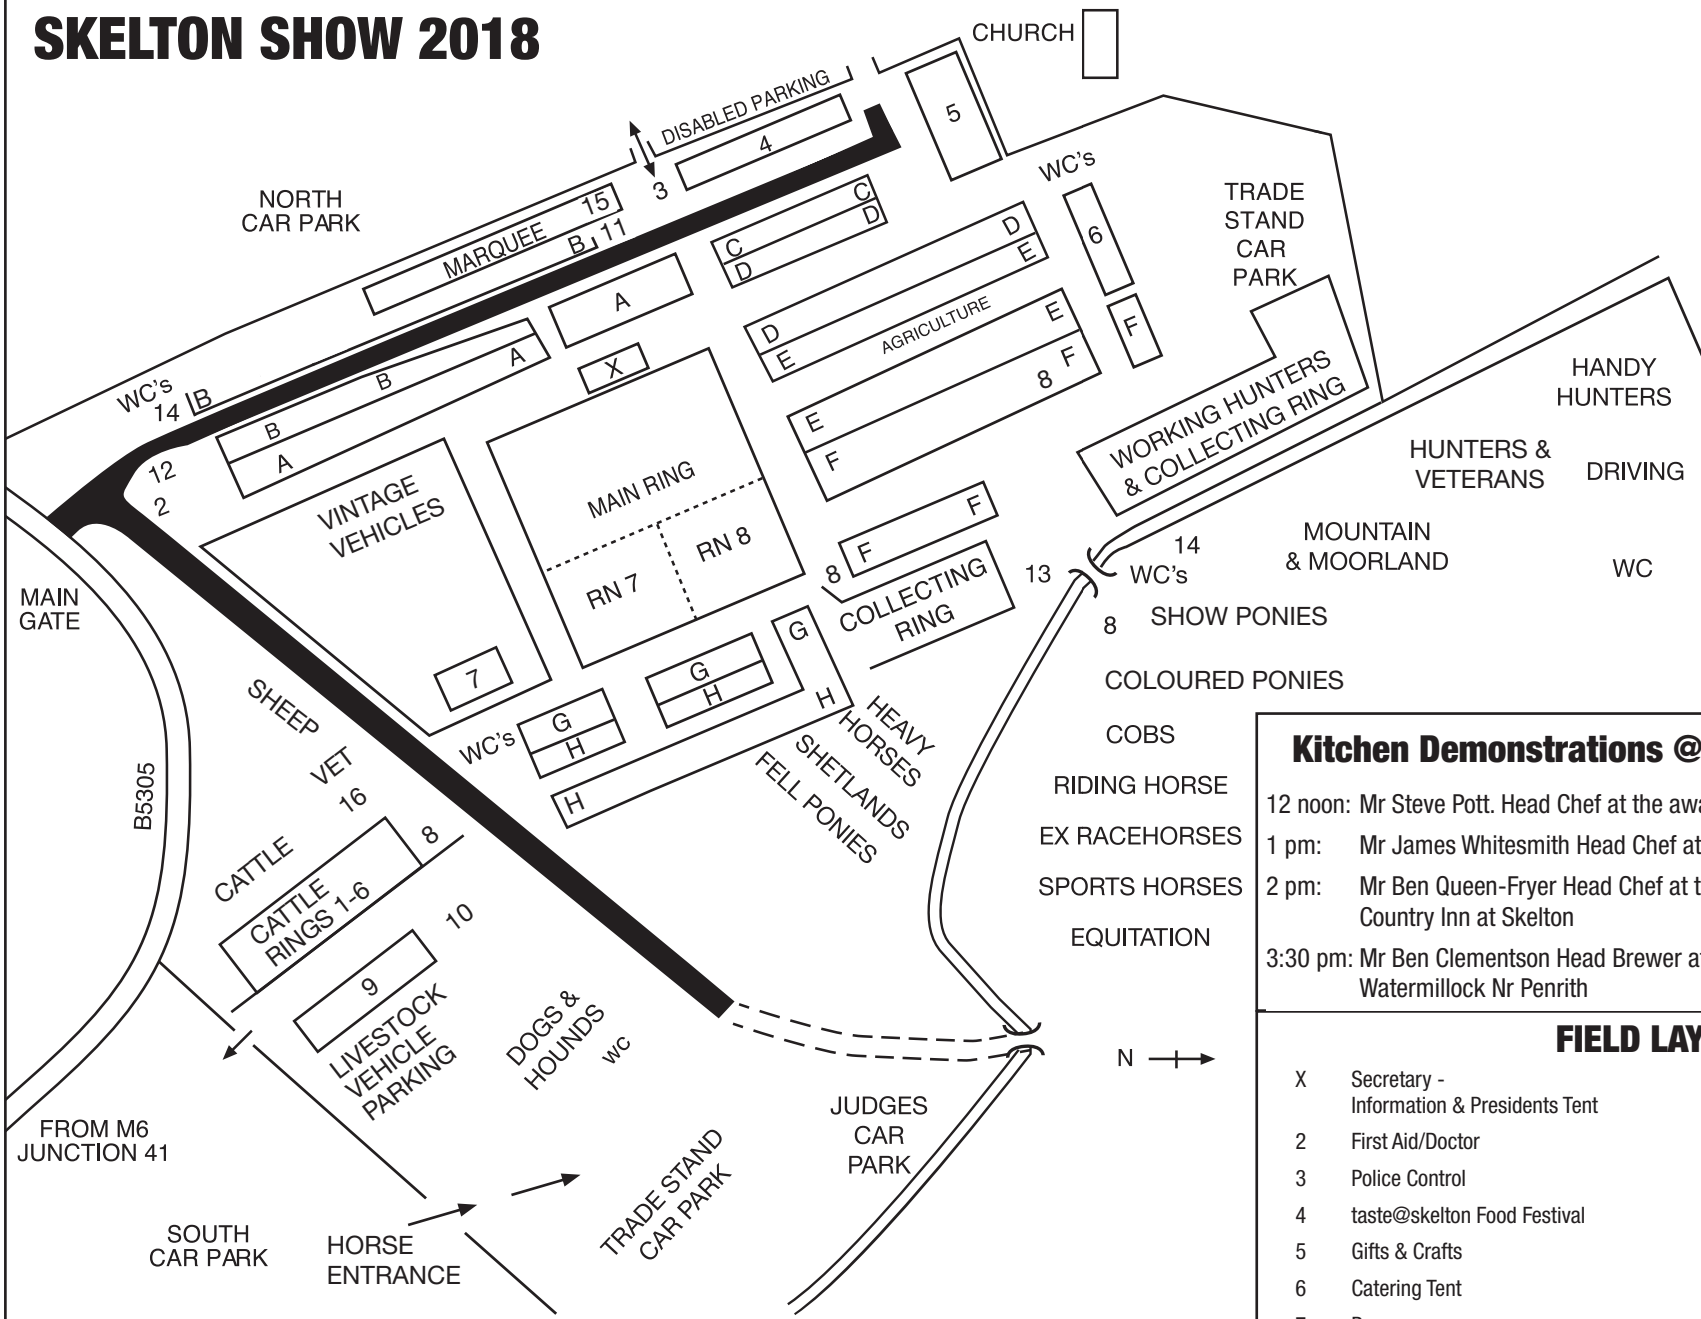 SKELTON SHOW 2018
CHURCH
DISABLED PARKING
5
4
3
WC's
NORTH
CAR PARK
15
MARQUEE
B
11
C
C
D
D
TRADE
STAND
CAR
PARK
6
D
E
A
F
D
E
AGRICULTURE
E
F
8
X
A
B
B
A
WC's
14
B
12
2
E
F
HANDY
HUNTERS
WORKING HUNTERS
& COLLECTING RING
HUNTERS &
VETERANS
DRIVING
VINTAGE
VEHICLES
MAIN RING
RN 7
RN 8
F
F
8
COLLECTING
RING
13
14
WC's
MOUNTAIN
& MOORLAND
WC
MAIN
GATE
8
SHOW PONIES
G
H
G
H
7
SHEEP
WC's
G
H
H
HEAVY
HORSES
SHETLANDS
FELL PONIES
COLOURED PONIES
COBS
RIDING HORSE
EX RACEHORSES
SPORTS HORSES
EQUITATION
VET
16
B5305
CATTLE
8
CATTLE
RINGS 1-6
10
9
LIVESTOCK
VEHICLE
PARKING
DOGS &
HOUNDS
WC
N
FROM M6
JUNCTION 41
JUDGES
CAR
PARK
TRADE STAND
CAR PARK
SOUTH
CAR PARK
HORSE
ENTRANCE
Kitchen Demonstrations @
12 noon: Mr Steve Pott. Head Chef at the
1 pm: Mr James Whitesmith Head Chef at
2 pm: Mr Ben Queen-Fryer Head Chef at
Country Inn at Skelton
3:30 pm: Mr Ben Clementson Head Brewer
Watermillock Nr Penrith
FIELD
X Secretary -
Information & Presidents Tent
2 First Aid/Doctor
3 Police Control
4 taste@skelton Food Festival
5 Gifts & Crafts
6 Catering Tent